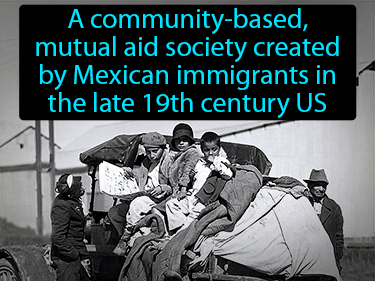 A community-based,
mutual aid society created
by Mexican immigrants in
the late 19th century US